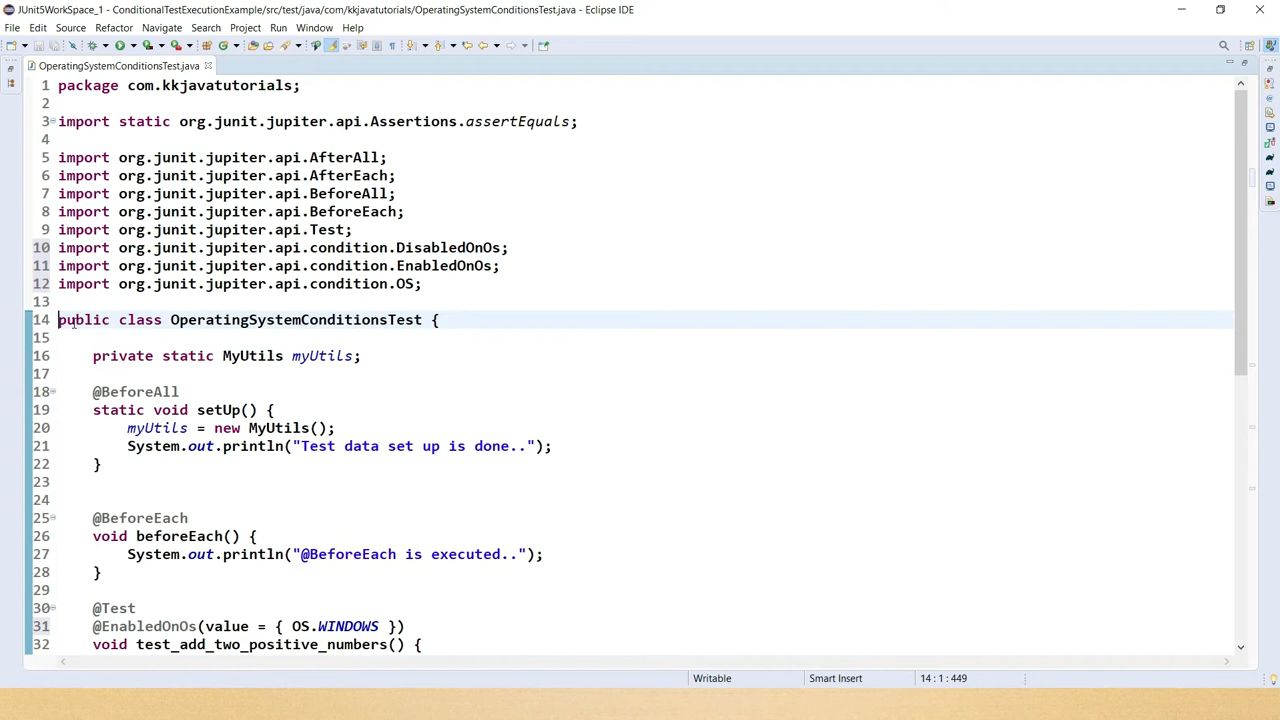 JUnit5WorkSpace_1 - ConditionalTestExecutionExample/src/test/java/com/kkjavatutorials/OperatingSystemConditionsTest.java - Eclipse IDE
File Edit Source Refactor Navigate Search Project Run Window Help
OperatingSystemConditionsTest.java
1 package com.kkjavatutorials;
2
3 import static org.junit.jupiter.api.Assertions.assertEquals;
4
5 import org.junit.jupiter.api.AfterAll;
6 import org.junit.jupiter.api.AfterEach;
7 import org.junit.jupiter.api.BeforeAll;
8 import org.junit.jupiter.api.BeforeEach;
9 import org.junit.jupiter.api.Test;
10 import org.junit.jupiter.api.condition.DisabledOnOs;
11 import org.junit.jupiter.api.condition.EnabledOnOs;
12 import org.junit.jupiter.api.condition.OS;
13
14 public class OperatingSystemConditionsTest {
15
16 private static MyUtils myUtils;
17
18 @BeforeAll
19 static void setUp() {
20 myUtils = new MyUtils();
21 System.out.println("Test data set up is done..");
22 }
23
24
25 @BeforeEach
26 void beforeEach() {
27 System.out.println("@BeforeEach is executed..");
28 }
29
30 @Test
31 @EnabledOnOs(value = { OS.WINDOWS })
32 void test_add_two_positive_numbers() {
Writable Smart Insert 14 : 1 : 449